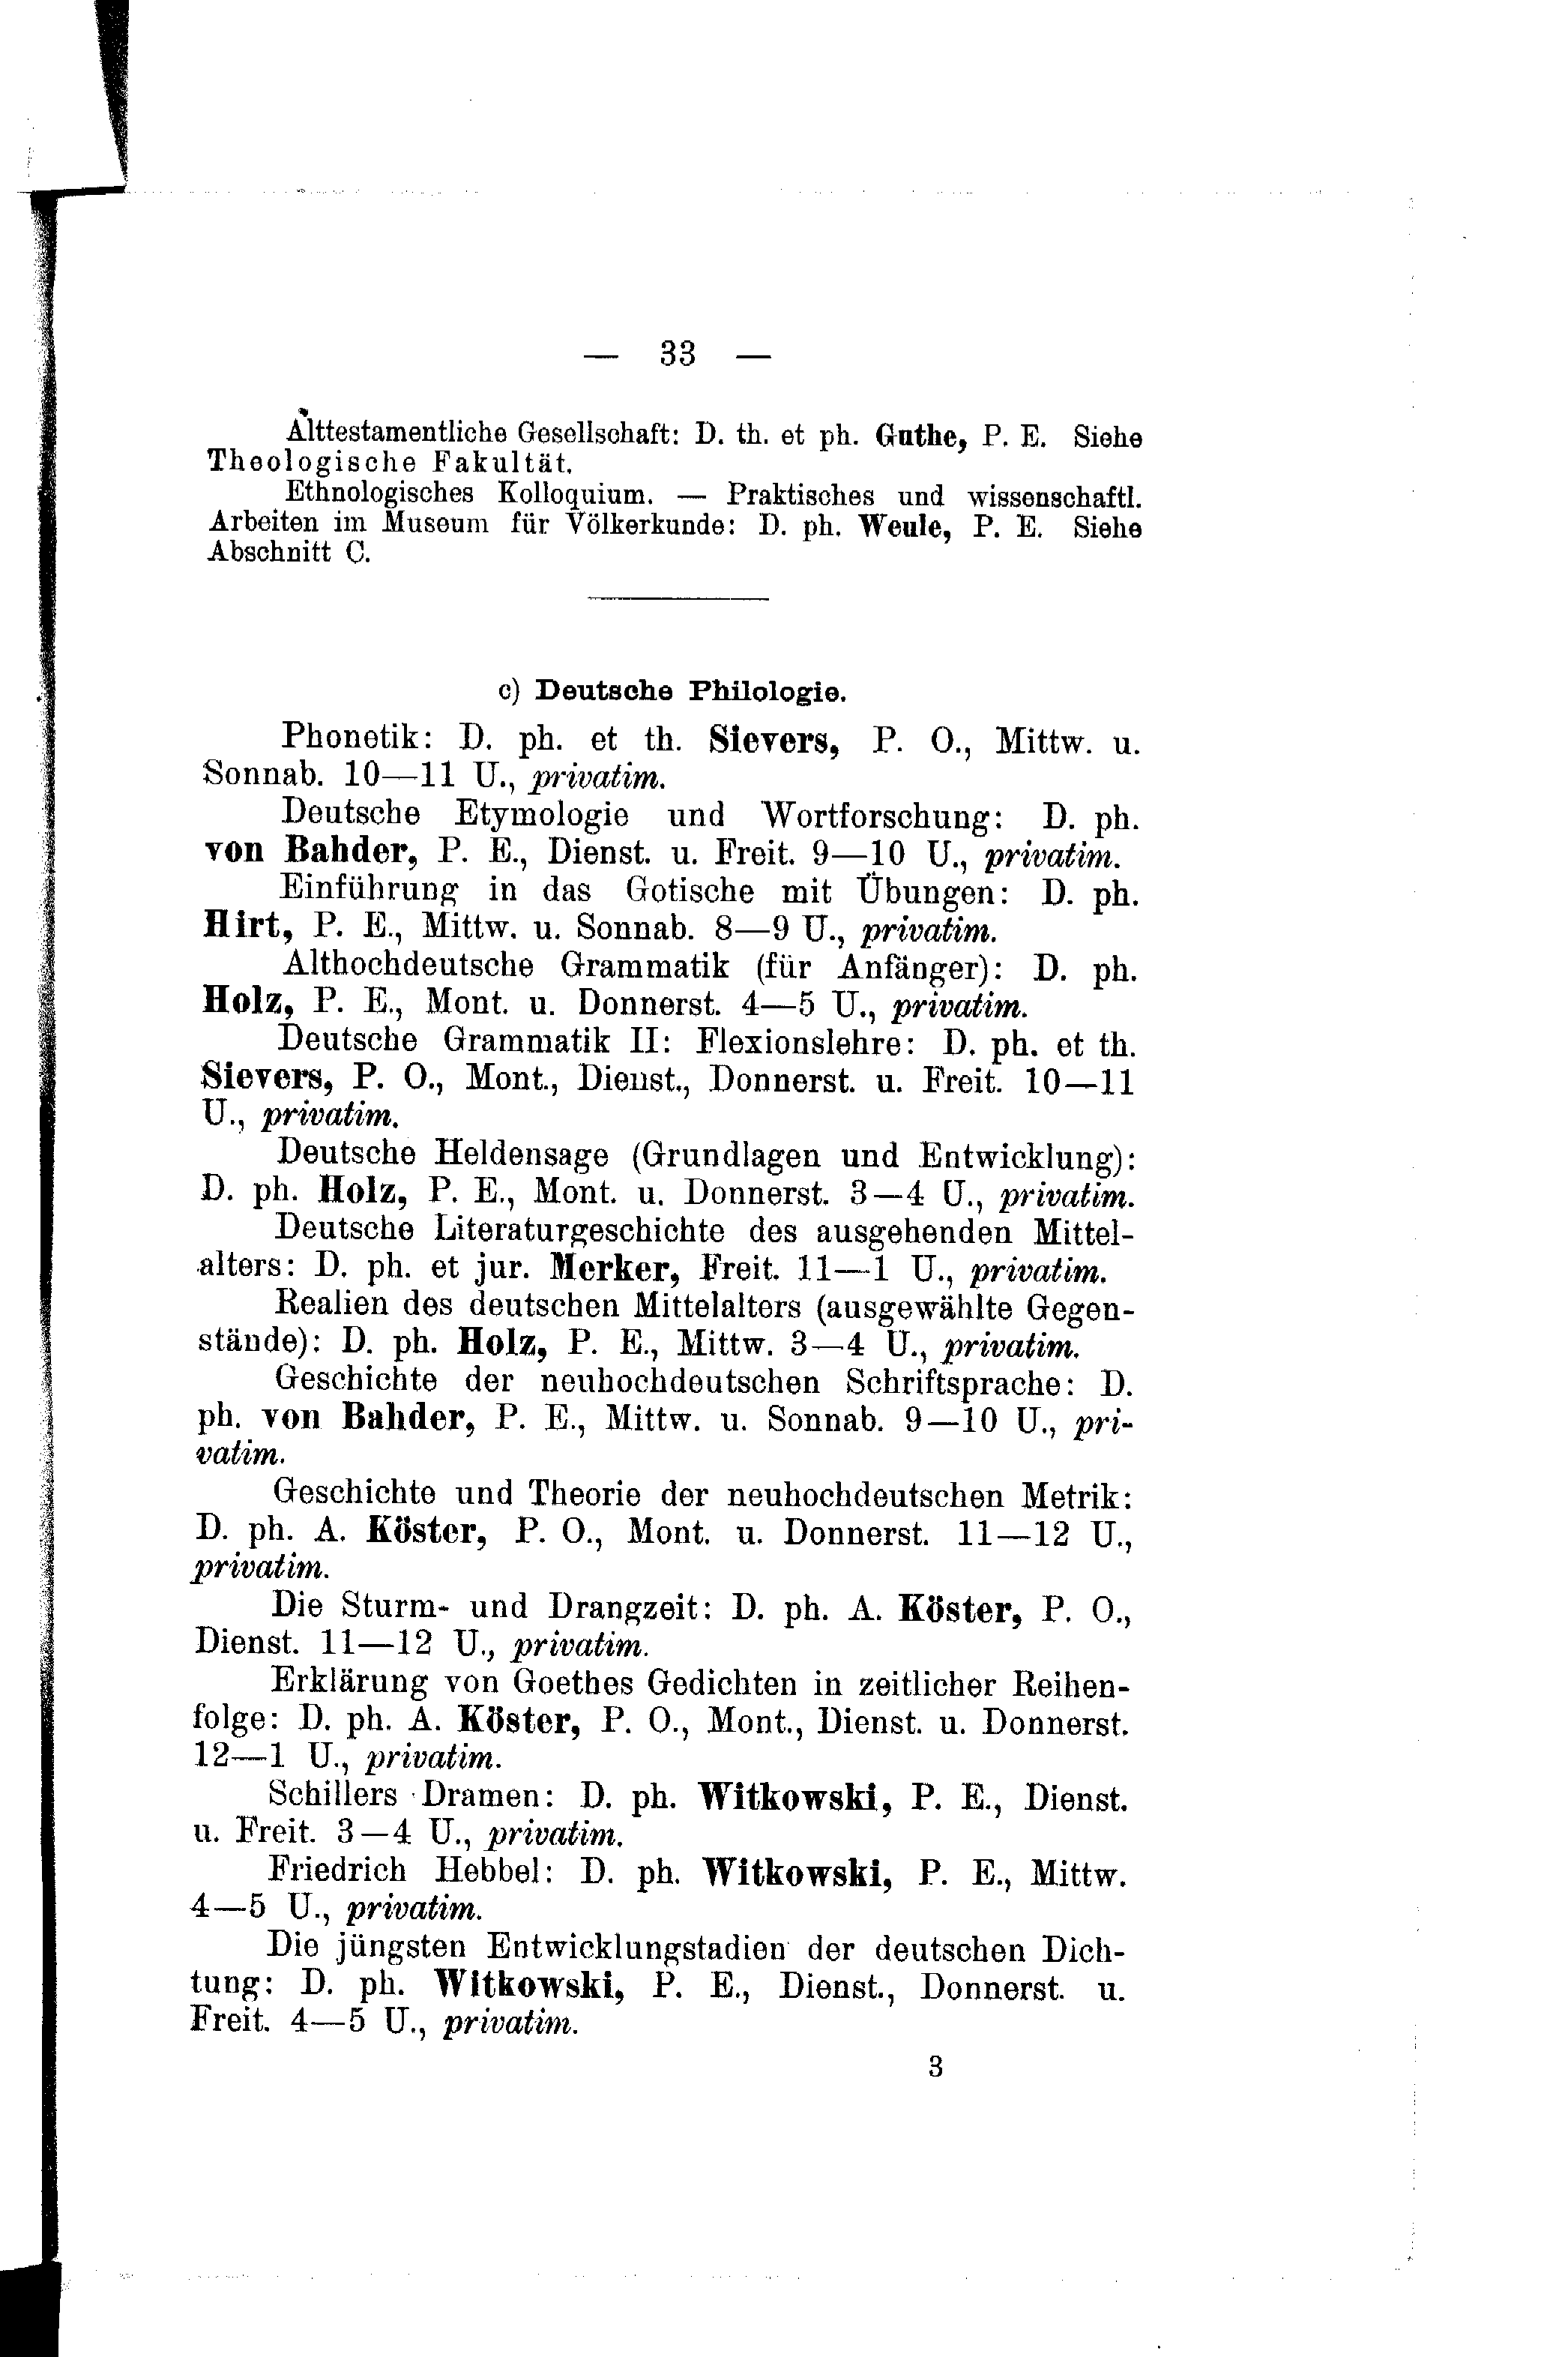 — 33 —
Alttestamentliche Gesellschaft: D. th. et ph. Guthe, P. E. Siehe
Theologische Fakultät.
Ethnologisches Kolloquium. — Praktisches und wissenschaftl.
Arbeiten im Museum für Völkerkunde: D. ph. Weule, P. E. Siehe
Abschnitt C.
c) Deutsche Philologie.
Phonetik: D. ph. et th. Sievers, P. O., Mittw. u.
Sonnab. 10—11 U., privatim.
Deutsche Etymologie und Wortforschung: D. ph.
von Bahder, P. E., Dienst. u. Freit. 9—10 U., privatim.
Einführung in das Gotische mit Übungen: D. ph.
Hirt, P. E., Mittw. u. Sonnab. 8—9 U., privatim.
Althochdeutsche Grammatik (für Anfänger): D. ph.
Holz, P. E., Mont. u. Donnerst. 4—5 U., privatim.
Deutsche Grammatik II: Flexionslehre: D. ph. et th.
Sievers, P. O., Mont., Dienst., Donnerst. u. Freit. 10—11
U., privatim.
Deutsche Heldensage (Grundlagen und Entwicklung):
D. ph. Holz, P. E., Mont. u. Donnerst. 3—4 U., privatim.
Deutsche Literaturgeschichte des ausgehenden Mittel-
alters: D. ph. et jur. Merker, Freit. 11—1 U., privatim.
Realien des deutschen Mittelalters (ausgewählte Gegen-
stände): D. ph. Holz, P. E., Mittw. 3—4 U., privatim.
Geschichte der neuhochdeutschen Schriftsprache: D.
ph. von Bahder, P. E., Mittw. u. Sonnab. 9—10 U., pri-
vatim.
Geschichte und Theorie der neuhochdeutschen Metrik:
D. ph. A. Köster, P. O., Mont. u. Donnerst. 11—12 U.,
privatim.
Die Sturm- und Drangzeit: D. ph. A. Köster, P. O.,
Dienst. 11—12 U., privatim.
Erklärung von Goethes Gedichten in zeitlicher Reihen-
folge: D. ph. A. Köster, P. O., Mont., Dienst. u. Donnerst.
12—1 U., privatim.
Schillers Dramen: D. ph. Witkowski, P. E., Dienst.
u. Freit. 3—4 U., privatim.
Friedrich Hebbel: D. ph. Witkowski, P. E., Mittw.
4—5 U., privatim.
Die jüngsten Entwicklungstadien der deutschen Dich-
tung: D. ph. Witkowski, P. E., Dienst., Donnerst. u.
Freit. 4—5 U., privatim.
3